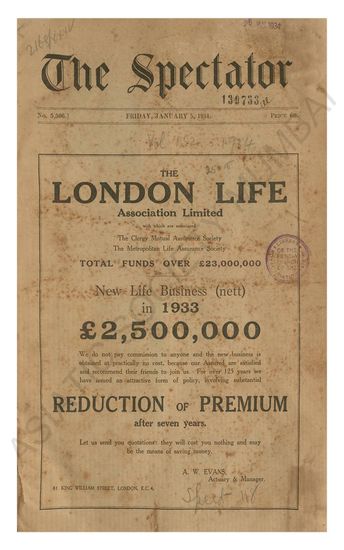 The Spectator
130733
No. 5,506.] FRIDAY, JANUARY 5, 1934. PRICE 6D.
THE
LONDON LIFE
Association Limited
with which are associated
The Clergy Mutual Assurance Society
The Metropolitan Life Assurance Society
TOTAL FUNDS OVER £23,000,000
New Life Business (nett)
in 1933
£2,500,000
We do not pay commission to anyone and the new business is
obtained at practically no cost, because our Assured are satisfied
and recommend their friends to join us. For over 125 years we
have issued an attractive form of policy, involving substantial
REDUCTION OF PREMIUM
after seven years.
Let us send you quotations: they will cost you nothing and may
be the means of saving money.
A. W. EVANS,
Actuary & Manager.
81 KING WILLIAM STREET, LONDON, E.C.4.